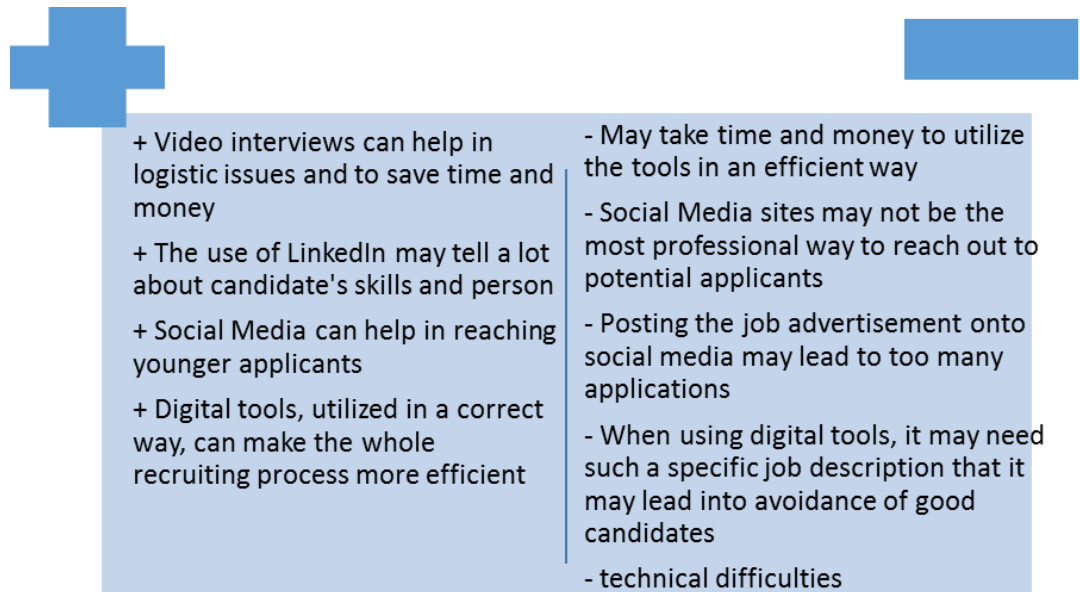 + Video interviews can help in
logistic issues and to save time and
money
+ The use of LinkedIn may tell a lot
about candidate's skills and person
+ Social Media can help in reaching
younger applicants
+ Digital tools, utilized in a correct
way, can make the whole
recruiting process more efficient
- May take time and money to utilize
the tools in an efficient way
- Social Media sites may not be the
most professional way to reach out to
potential applicants
- Posting the job advertisement onto
social media may lead to too many
applications
- When using digital tools, it may need
such a specific job description that it
may lead into avoidance of good
candidates
- technical difficulties